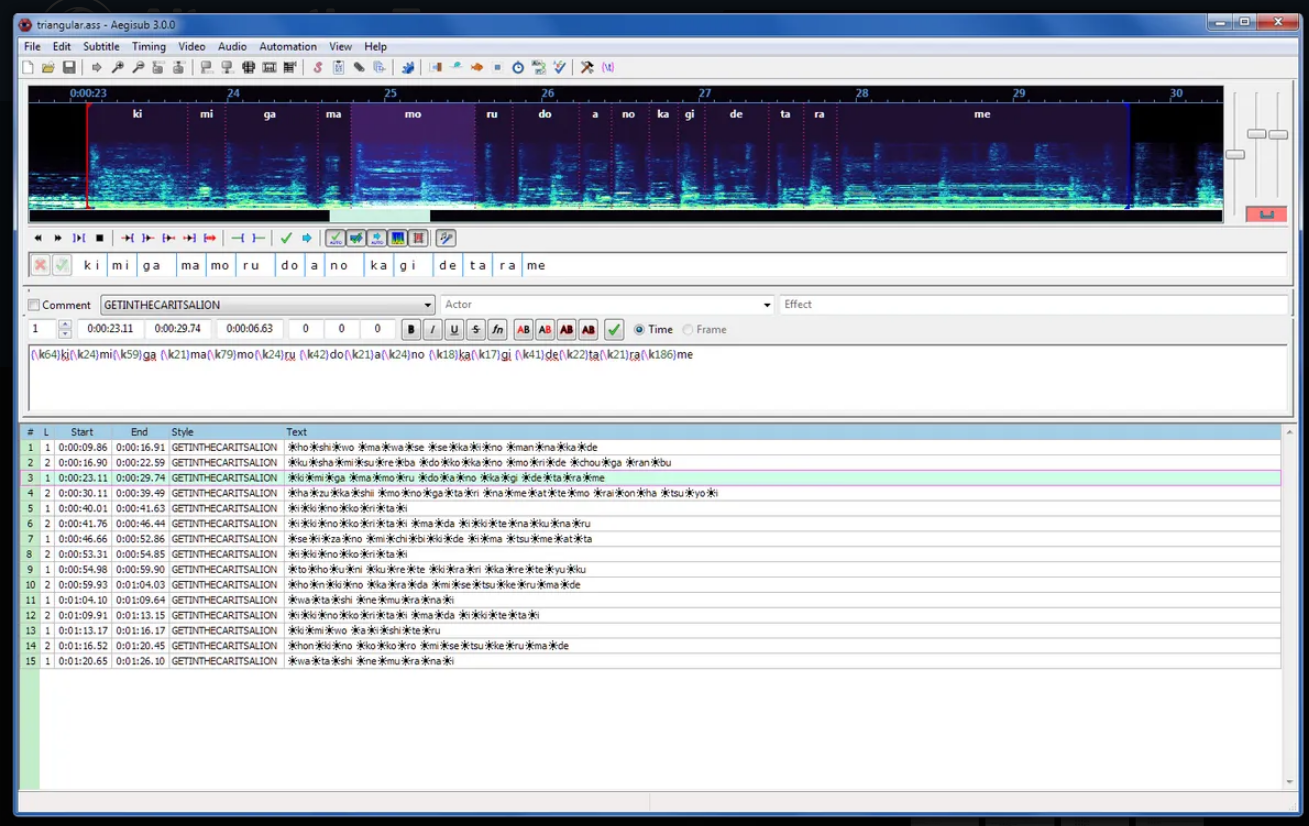 triangular.ass - Aegisub 3.0.0
File Edit Subtitle Timing Video Audio Automation View Help
0:00:23 24 25 26 27 28 29 30
ki mi ga ma mo ru do a no ka gi de ta ra me
AUTO AUTO
ki mi ga ma mo ru do a no ka gi de ta ra me
Comment GETINTHECARITSALION Actor Effect
1 0:00:23.11 0:00:29.74 0:00:06.63 0 0 0 B I U S fn AB AB AB AB Time Frame
{\k64}ki{\k24}mi{\k59}ga {\k21}ma{\k79}mo{\k24}ru {\k42}do{\k21}a{\k24}no {\k18}ka{\k17}gi {\k41}de{\k22}ta{\k21}ra{\k186}me
# L Start End Style Text
1 1 0:00:09.86 0:00:16.91 GETINTHECARITSALION ☀ho☀shi☀wo ☀ma☀wa☀se ☀se☀ka☀i☀no ☀man☀na☀ka☀de
2 2 0:00:16.90 0:00:22.59 GETINTHECARITSALION ☀ku☀sha☀mi☀su☀re☀ba ☀do☀ko☀ka☀no ☀mo☀ri☀de ☀chou☀ga ☀ran☀bu
3 1 0:00:23.11 0:00:29.74 GETINTHECARITSALION ☀ki☀mi☀ga ☀ma☀mo☀ru ☀do☀a☀no ☀ka☀gi ☀de☀ta☀ra☀me
4 2 0:00:30.11 0:00:39.49 GETINTHECARITSALION ☀ha☀zu☀ka☀shii ☀mo☀no☀ga☀ta☀ri ☀na☀me☀at☀te☀mo ☀rai☀on☀ha ☀tsu☀yo☀i
5 1 0:00:40.01 0:00:41.63 GETINTHECARITSALION ☀i☀ki☀no☀ko☀ri☀ta☀i
6 2 0:00:41.76 0:00:46.44 GETINTHECARITSALION ☀i☀ki☀no☀ko☀ri☀ta☀i ☀ma☀da ☀i☀ki☀te☀na☀ku☀na☀ru
7 1 0:00:46.66 0:00:52.86 GETINTHECARITSALION ☀se☀i☀za☀no ☀mi☀chi☀bi☀ki☀de ☀i☀ma ☀tsu☀me☀at☀ta
8 2 0:00:53.31 0:00:54.85 GETINTHECARITSALION ☀i☀ki☀no☀ko☀ri☀ta☀i
9 1 0:00:54.98 0:00:59.90 GETINTHECARITSALION ☀to☀ho☀u☀ni ☀ku☀re☀te ☀ki☀ra☀ri ☀ka☀re☀te☀yu☀ku
10 2 0:00:59.93 0:01:04.03 GETINTHECARITSALION ☀ho☀n☀ki☀no ☀ka☀ra☀da ☀mi☀se☀tsu☀ke☀ru☀ma☀de
11 1 0:01:04.10 0:01:09.64 GETINTHECARITSALION ☀wa☀ta☀shi ☀ne☀mu☀ra☀na☀i
12 2 0:01:09.91 0:01:13.15 GETINTHECARITSALION ☀i☀ki☀no☀ko☀ri☀ta☀i ☀ma☀da ☀i☀ki☀te☀ta☀i
13 1 0:01:13.17 0:01:16.17 GETINTHECARITSALION ☀ki☀mi☀wo ☀a☀i☀shi☀te☀ru
14 2 0:01:16.52 0:01:20.45 GETINTHECARITSALION ☀hon☀ki☀no ☀ko☀ko☀ro ☀mi☀se☀tsu☀ke☀ru☀ma☀de
15 1 0:01:20.65 0:01:26.10 GETINTHECARITSALION ☀wa☀ta☀shi ☀ne☀mu☀ra☀na☀i